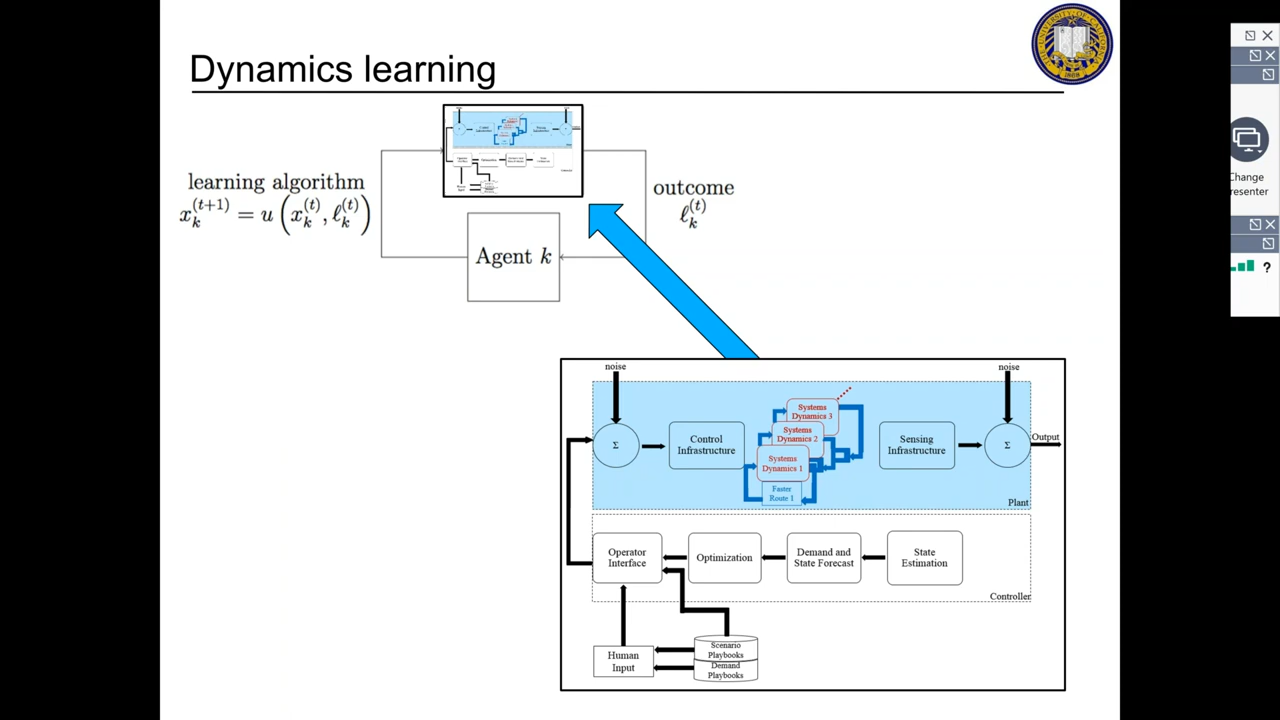 Dynamics learning
learning algorithm
x_k^{(t+1)} = u(x_k^{(t)}, ℓ_k^{(t)})
outcome
ℓ_k^{(t)}
Agent k
noise
noise
Systems
Dynamics 3
Systems
Dynamics 2
Systems
Dynamics 1
Faster
Route 1
Σ
Control
Infrastructure
Sensing
Infrastructure
Σ
Output
Plant
Operator
Interface
Optimization
Demand and
State Forecast
State
Estimation
Controller
Human
Input
Scenario
Playbooks
Demand
Playbooks
Change
resenter
?